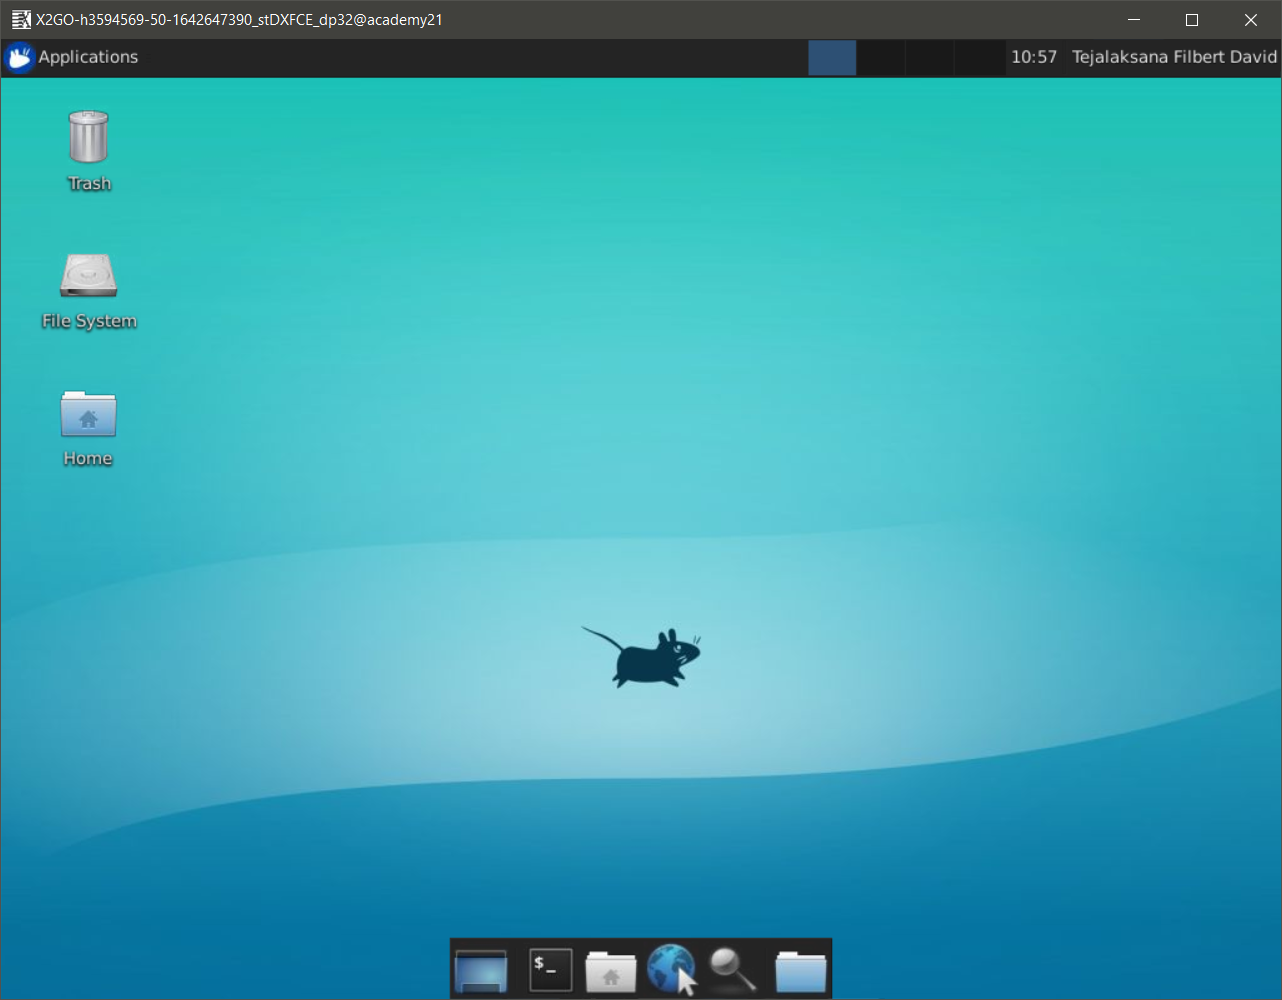 X2GO-h3594569-50-1642647390_stDXFCE_dp32@academy21
Applications
10:57 Tejalaksana Filbert David
Trash
File System
Home
$_